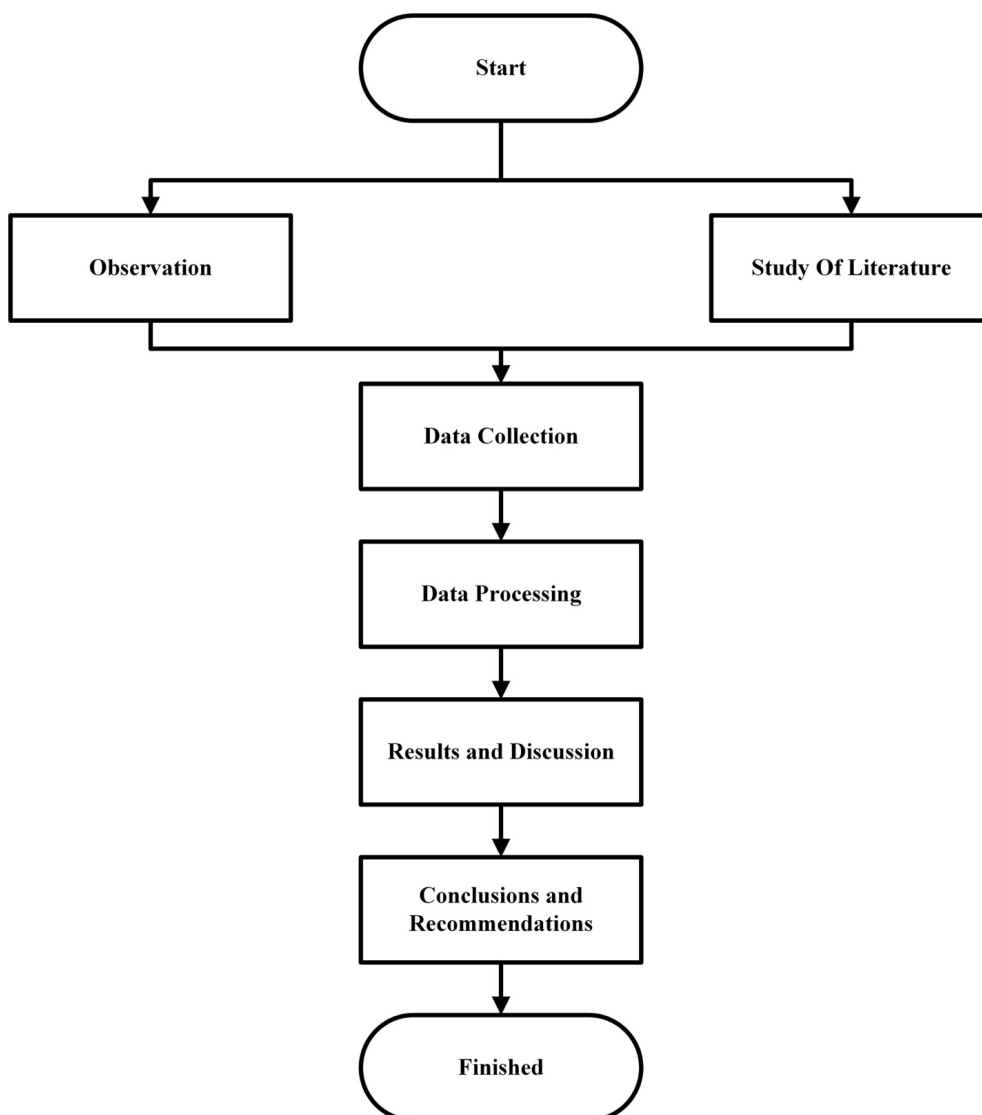 Start
Observation
Study Of Literature
Data Collection
Data Processing
Results and Discussion
Conclusions and
Recommendations
Finished